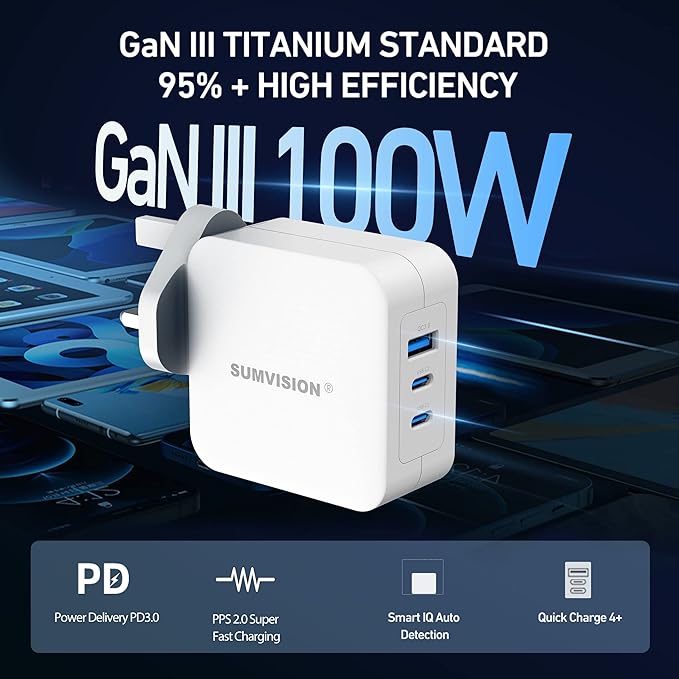 GaN III TITANIUM STANDARD
95% + HIGH EFFICIENCY
GaN III 100W
SUMVISION ®
PD
Power Delivery PD3.0
PPS 2.0 Super
Fast Charging
Smart IQ Auto
Detection
Quick Charge 4+